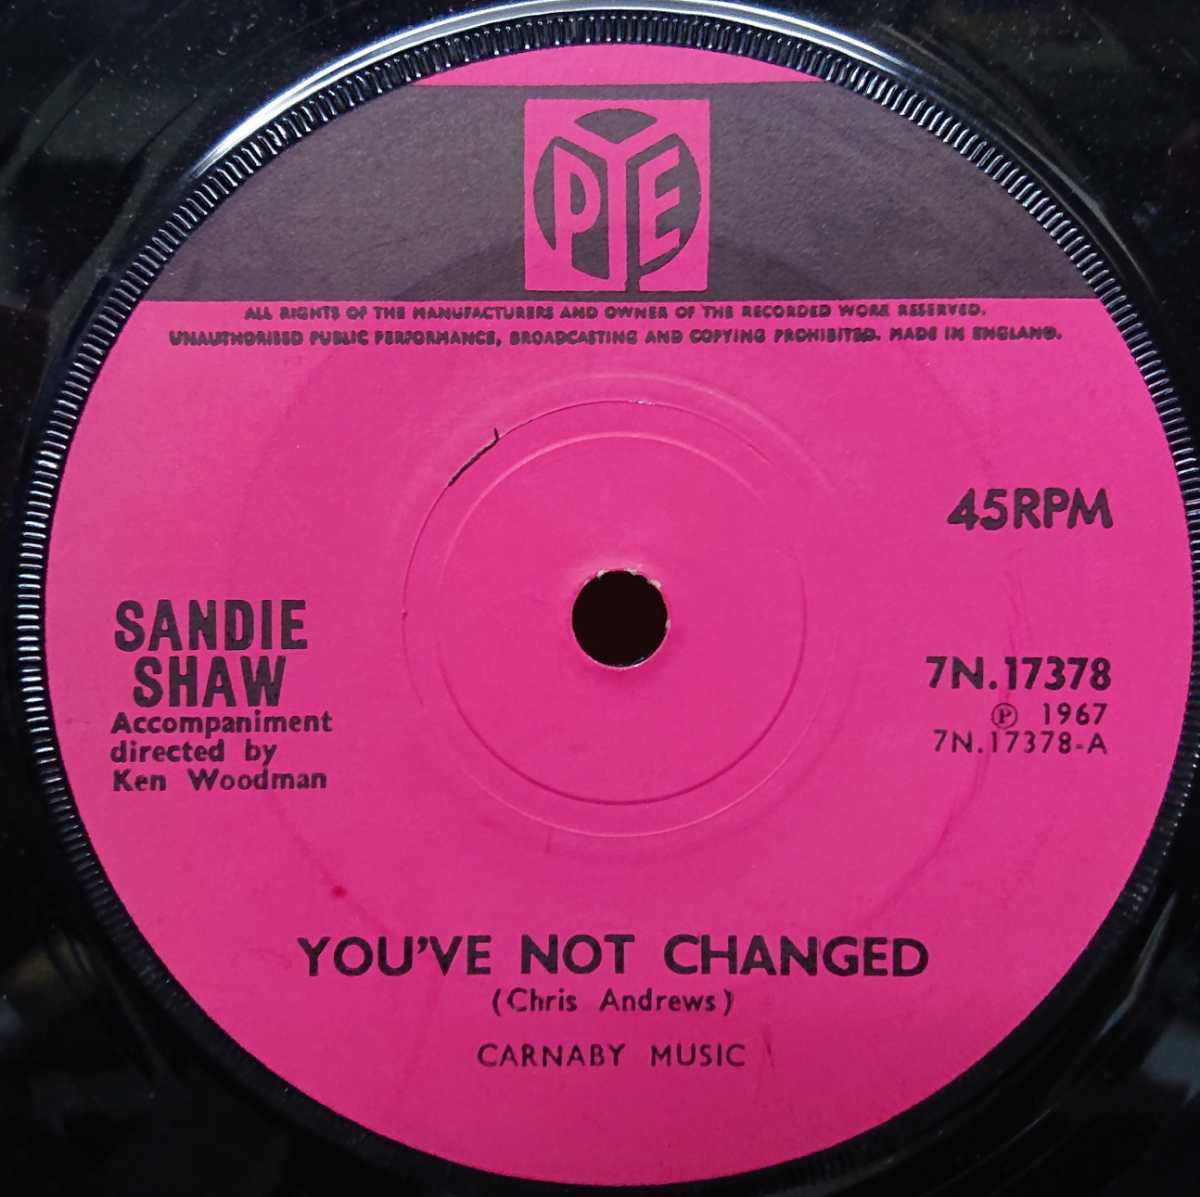 PYE
ALL RIGHTS OF THE MANUFACTURERS AND OWNER OF THE RECORDED WORK RESERVED.
UNAUTHORISED PUBLIC PERFORMANCE, BROADCASTING AND COPYING PROHIBITED. MADE IN ENGLAND.
45RPM
SANDIE
SHAW
Accompaniment
directed by
Ken Woodman
7N.17378
℗ 1967
7N.17378-A
YOU'VE NOT CHANGED
(Chris Andrews)
CARNABY MUSIC